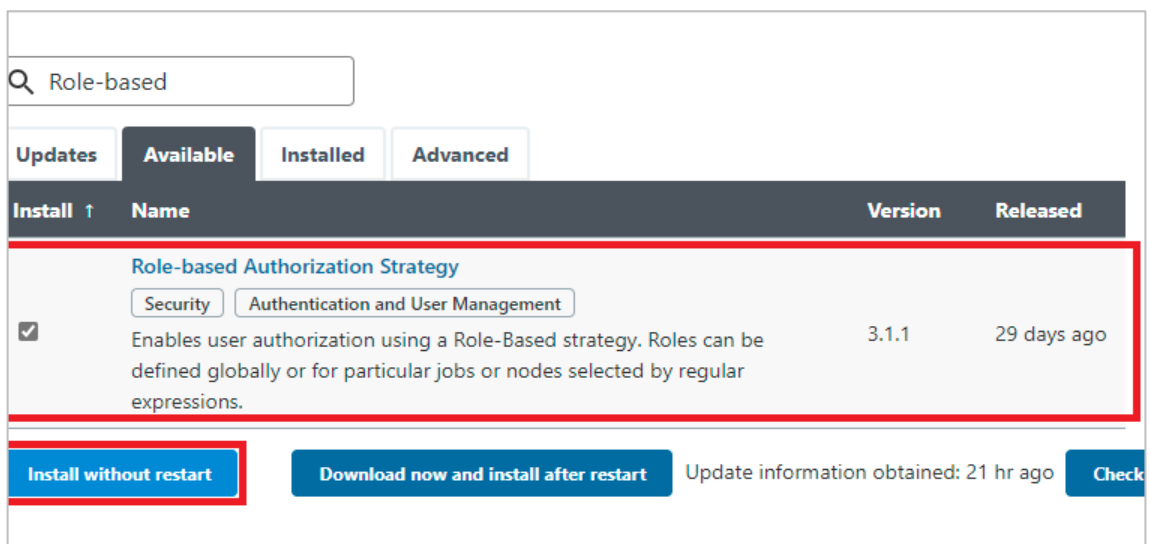 Role-based
Updates Available Installed Advanced
Install ↑ Name Version Released
Role-based Authorization Strategy
Security Authentication and User Management
Enables user authorization using a Role-Based strategy. Roles can be
defined globally or for particular jobs or nodes selected by regular
expressions.
3.1.1 29 days ago
Install without restart Download now and install after restart Update information obtained: 21 hr ago Check